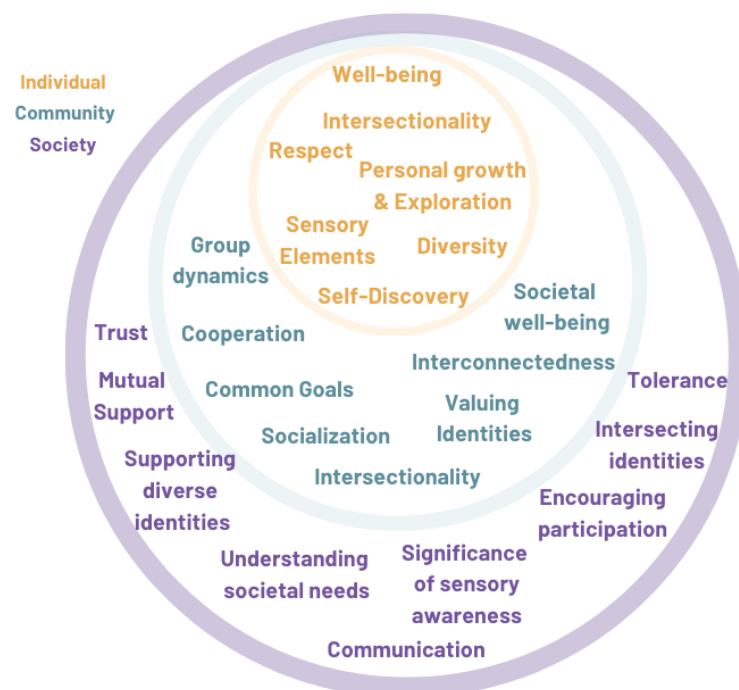 Individual
Community
Society
Well-being
Intersectionality
Respect
Personal growth
& Exploration
Sensory
Elements
Diversity
Self-Discovery
Group
dynamics
Societal
well-being
Cooperation
Interconnectedness
Common Goals
Valuing
Identities
Socialization
Intersectionality
Trust
Mutual
Support
Tolerance
Supporting
diverse
identities
Intersecting
identities
Encouraging
participation
Understanding
societal needs
Significance
of sensory
awareness
Communication